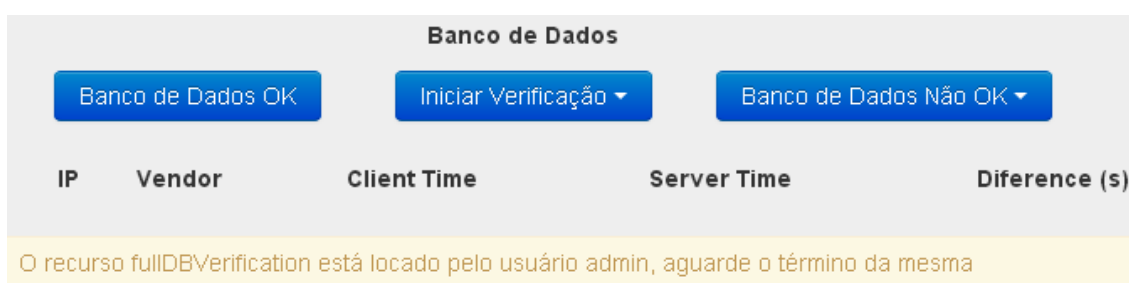 Banco de Dados
Banco de Dados OK Iniciar Verificação Banco de Dados Não OK
IP Vendor Client Time Server Time Diference (s)
O recurso fullDBVerification está locado pelo usuário admin, aguarde o término da mesma